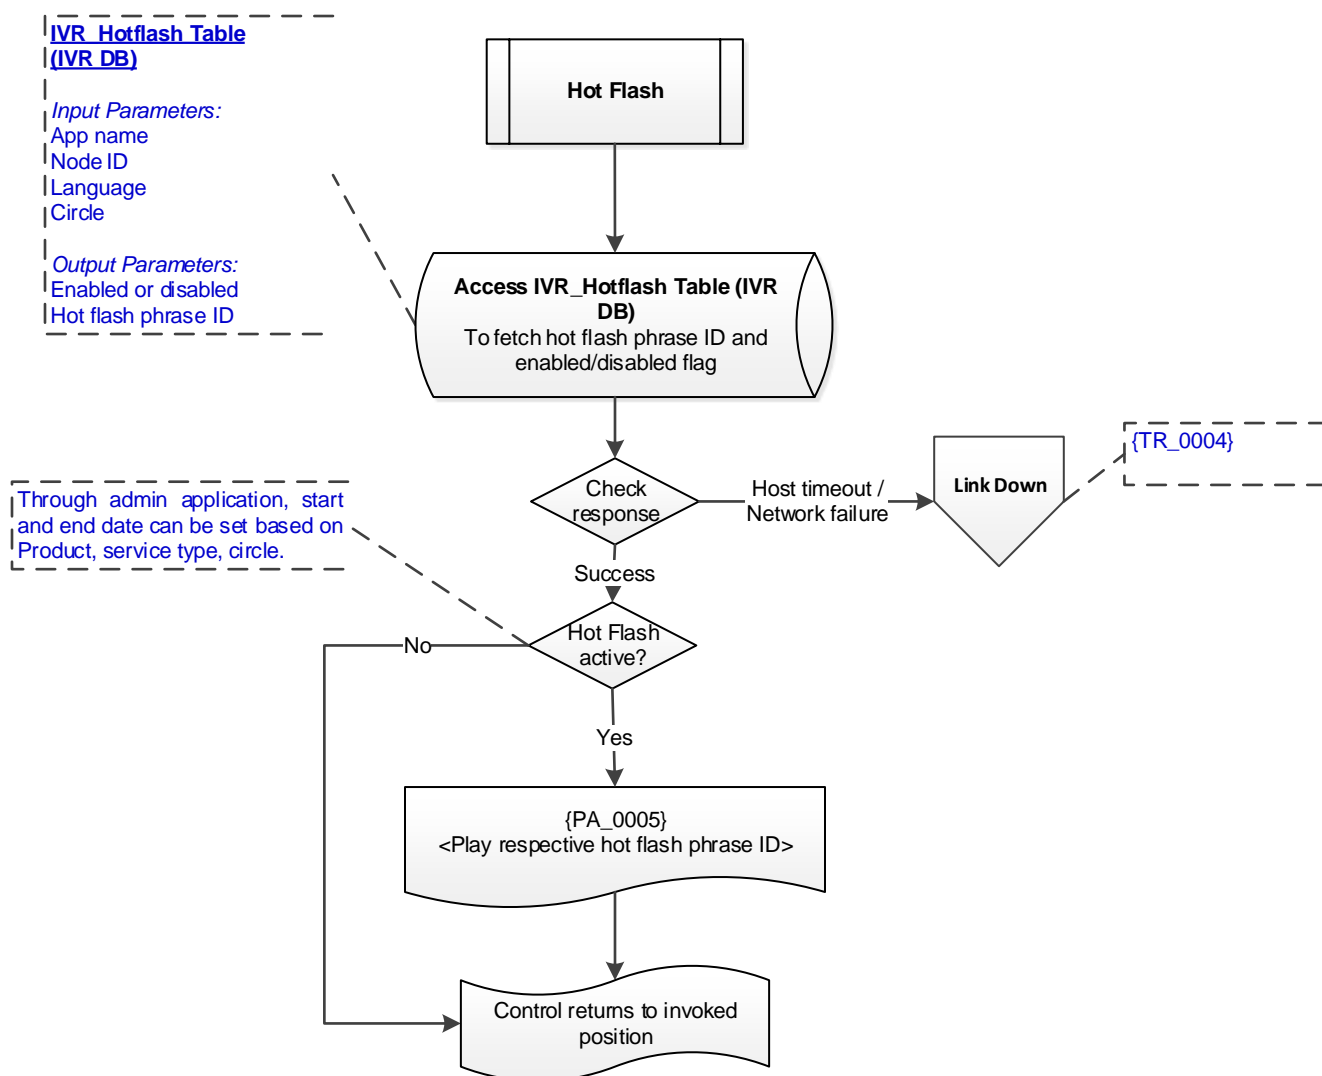 IVR_Hotflash Table
(IVR DB)
Input Parameters:
App name
Node ID
Language
Circle
Output Parameters:
Enabled or disabled
Hot flash phrase ID
Hot Flash
Access IVR_Hotflash Table (IVR
DB)
To fetch hot flash phrase ID and
enabled/disabled flag
Check
response
Host timeout /
Network failure
Link Down
{TR_0004}
Through admin application, start
and end date can be set based on
Product, service type, circle.
Success
Hot Flash
active?
No
Yes
{PA_0005}
<Play respective hot flash phrase ID>
Control returns to invoked
position